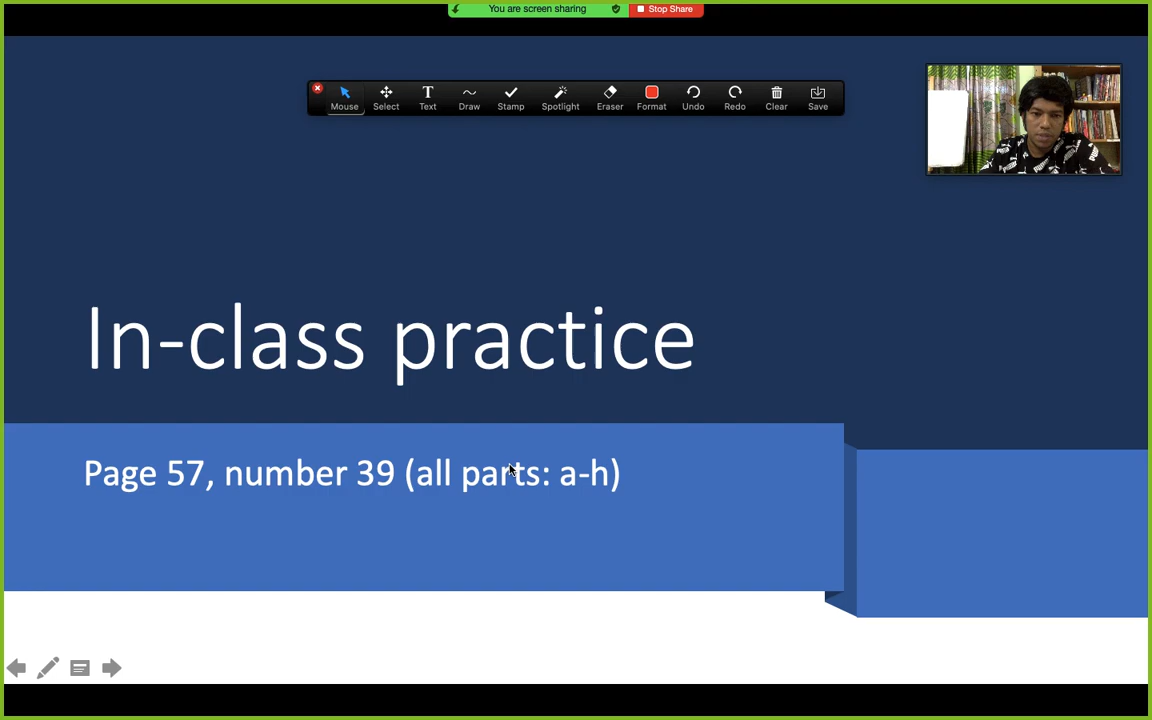 You are screen sharing
Stop Share
Mouse
Select
Text
Draw
Stamp
Spotlight
Eraser
Format
Undo
Redo
Clear
Save
In-class practice
Page 57, number 39 (all parts: a-h)